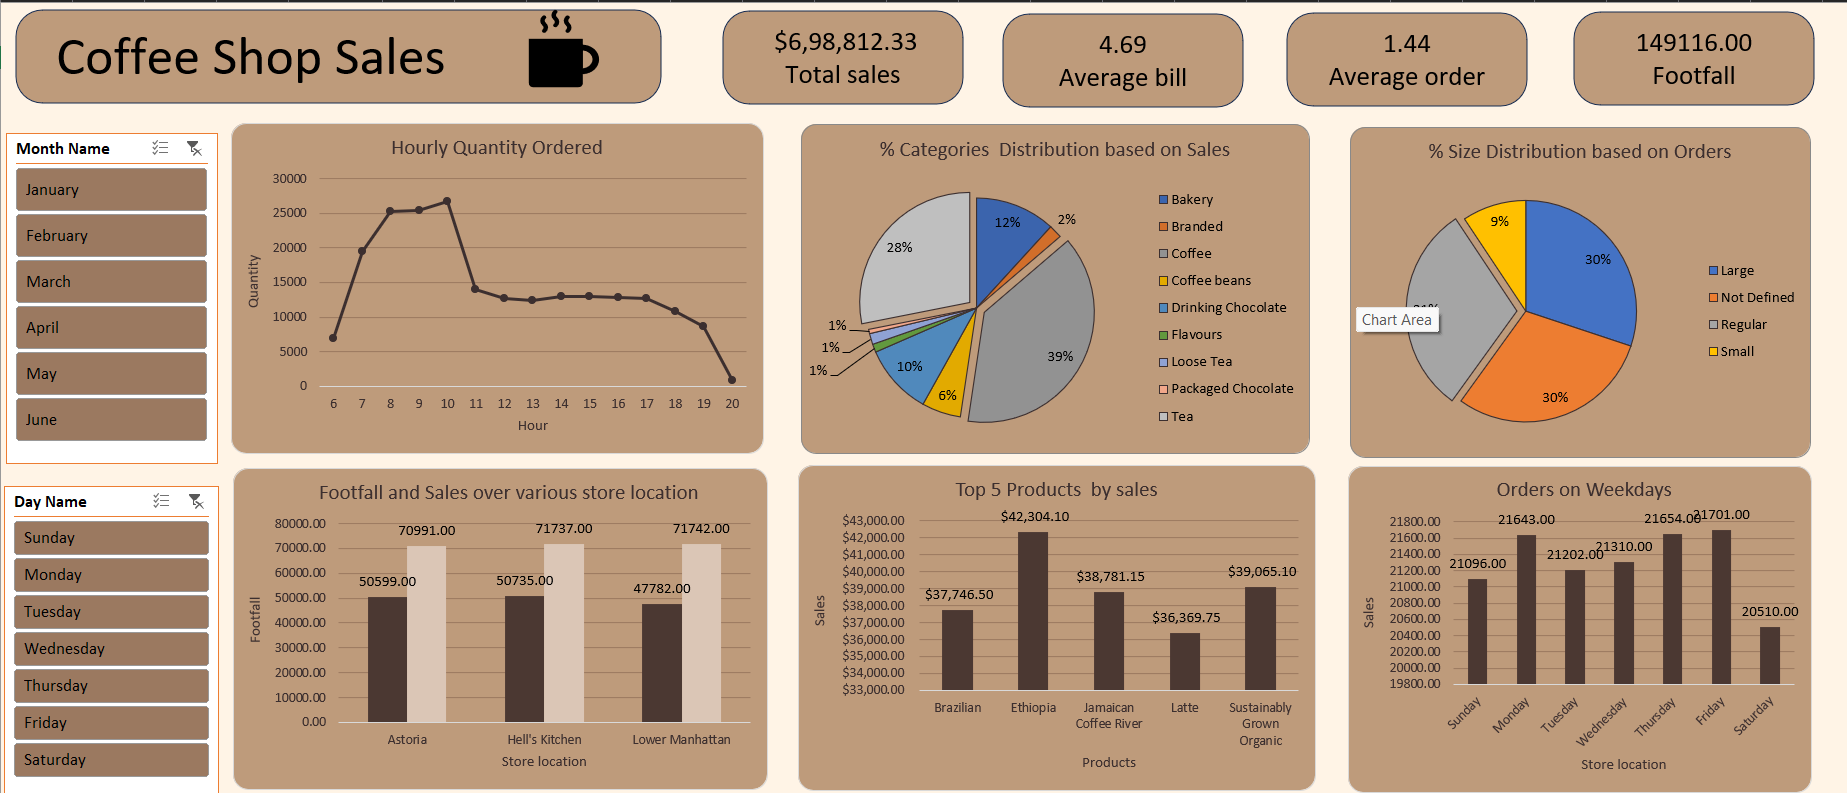 Coffee Shop Sales
$6,98,812.33
Total sales
4.69
Average bill
1.44
Average order
149116.00
Footfall
Month Name
January
February
March
April
May
June
Day Name
Sunday
Monday
Tuesday
Wednesday
Thursday
Friday
Saturday
Hourly Quantity Ordered
30000
25000
20000
15000
10000
5000
0
Quantity
6 7 8 9 10 11 12 13 14 15 16 17 18 19 20
Hour
% Categories  Distribution based on Sales
12%
2%
39%
6%
10%
1%
1%
1%
28%
Bakery
Branded
Coffee
Coffee beans
Drinking Chocolate
Flavours
Loose Tea
Packaged Chocolate
Tea
% Size Distribution based on Orders
9%
30%
30%
Chart Area
Large
Not Defined
Regular
Small
Footfall and Sales over various store location
80000.00
70000.00
60000.00
50000.00
40000.00
30000.00
20000.00
10000.00
0.00
Footfall
70991.00
71737.00
71742.00
50599.00
50735.00
47782.00
Astoria
Hell's Kitchen
Lower Manhattan
Store location
Top 5 Products  by sales
$43,000.00
$42,000.00
$41,000.00
$40,000.00
$39,000.00
$38,000.00
$37,000.00
$36,000.00
$35,000.00
$34,000.00
$33,000.00
Sales
$37,746.50
$42,304.10
$38,781.15
$36,369.75
$39,065.10
Brazilian
Ethiopia
Jamaican
Coffee River
Latte
Sustainably
Grown
Organic
Products
Orders on Weekdays
21800.00
21600.00
21400.00
21200.00
21000.00
20800.00
20600.00
20400.00
20200.00
20000.00
19800.00
Sales
21096.00
21643.00
21202.00
21310.00
21654.00
21701.00
20510.00
Sunday
Monday
Tuesday
Wednesday
Thursday
Friday
Saturday
Store location